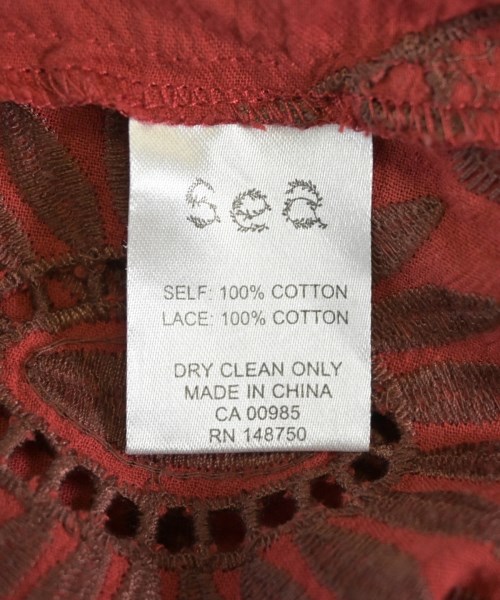 sea
SELF: 100% COTTON
LACE: 100% COTTON
DRY CLEAN ONLY
MADE IN CHINA
CA 00985
RN 148750